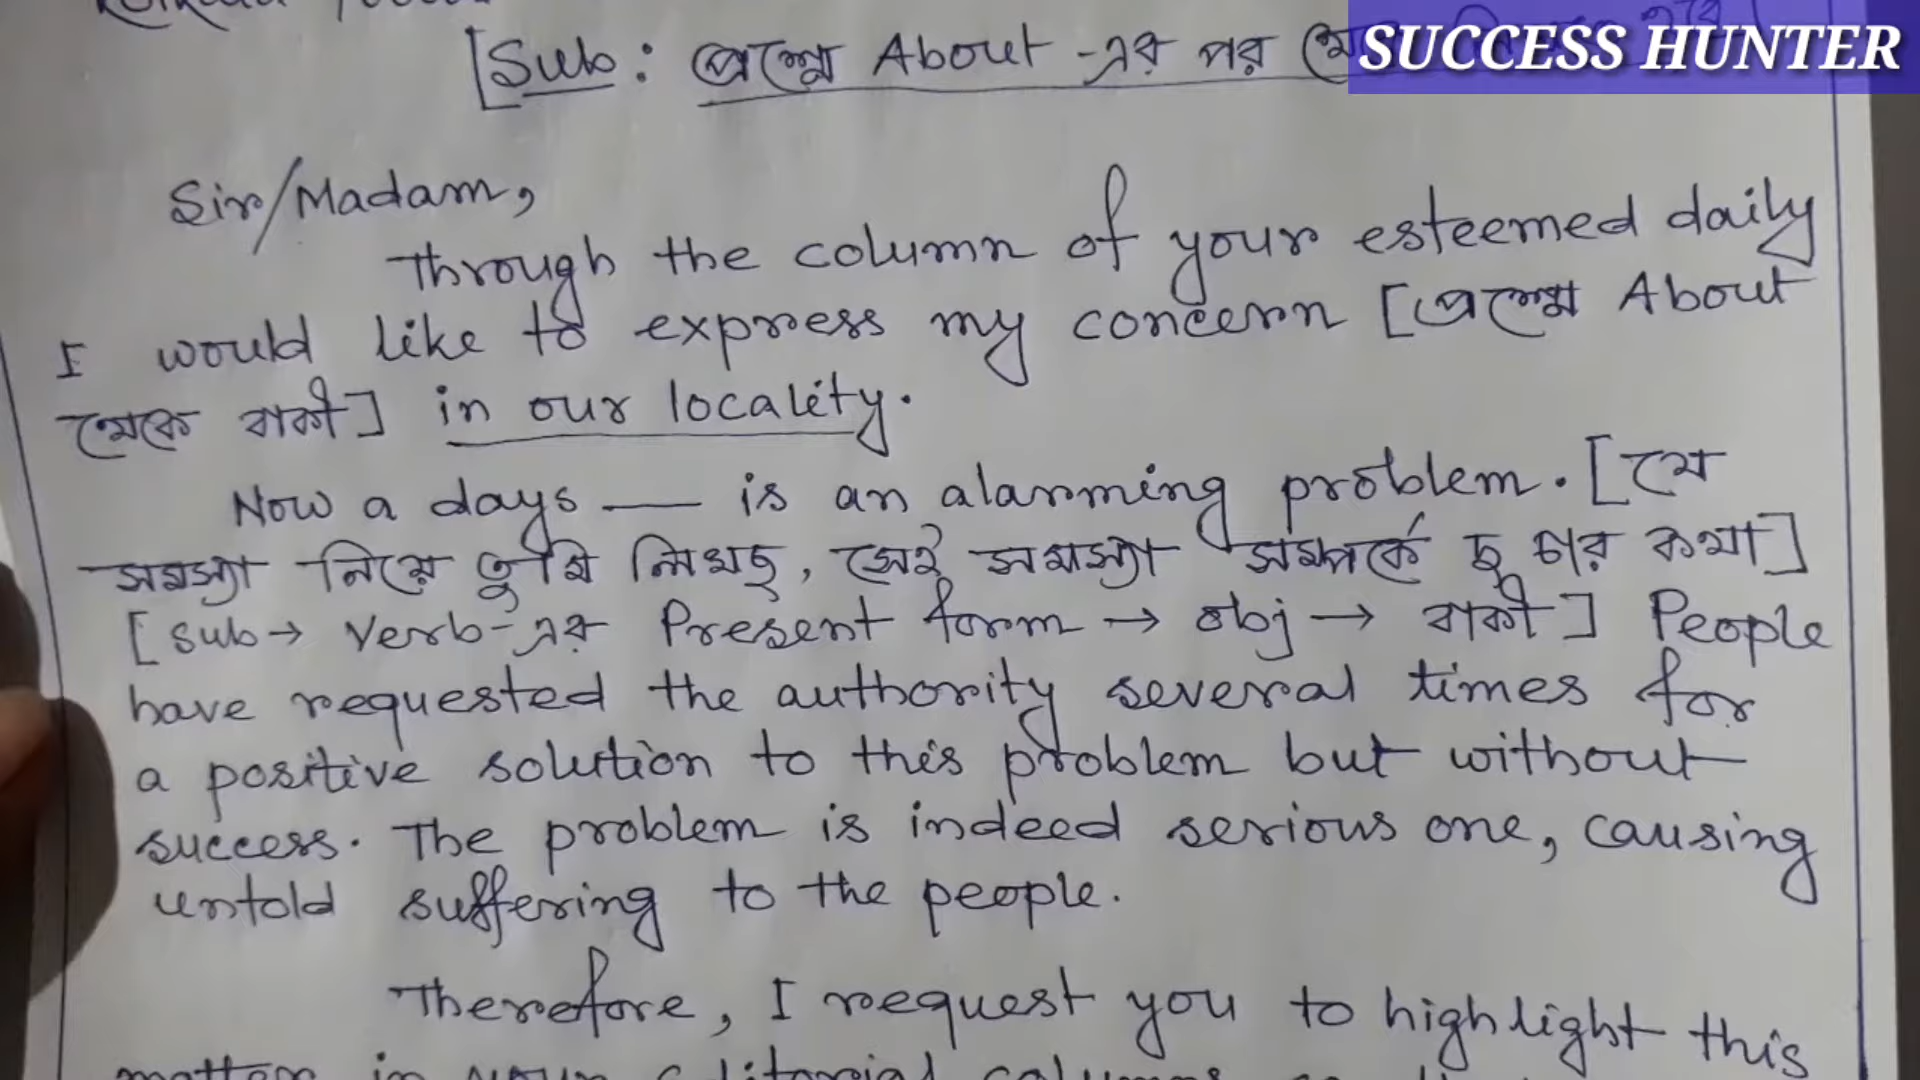 [Sub: প্রশ্নে About -এর পর
SUCCESS HUNTER
Sir/Madam,
Through the column of your esteemed daily
I would like to express my concern [প্রশ্নে About
থেকে বাকী] in our locality.
Now a days — is an alarming problem. [যে
সমস্যা নিয়ে তুমি লিখছ, সেই সমস্যা সম্পর্কে দু চার কথা]
[Sub → Verb-এর Present form → obj → বাকী] People
have requested the authority several times for
a positive solution to this problem but without
success. The problem is indeed serious one, causing
untold suffering to the people.
Therefore, I request you to highlight this
matter in your